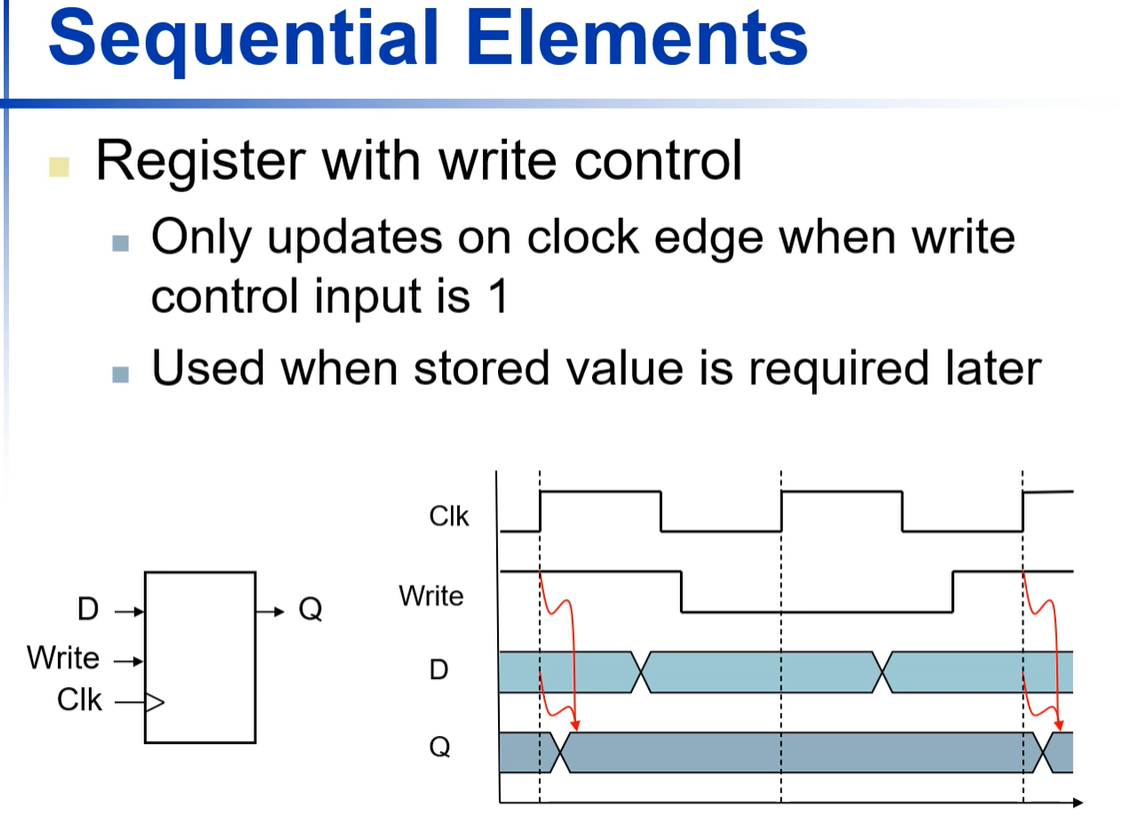 Sequential Elements
Register with write control
Only updates on clock edge when write
control input is 1
Used when stored value is required later
Clk
Write
D
Q
D
Q
Write
Clk